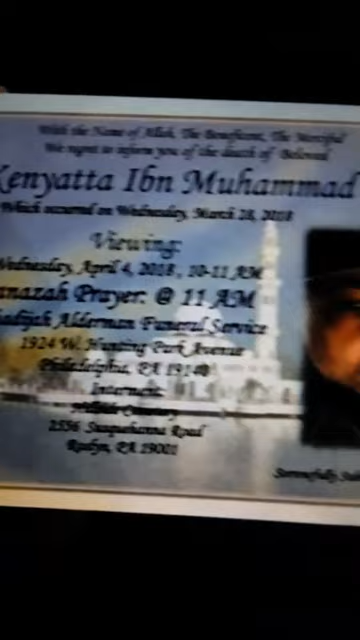 With the Name of Allah, The Beneficent, The Merciful
We regret to inform you of the death of Beloved
Kenyatta Ibn Muhammad
Which occurred on Wednesday, March 28, 2018
Viewing:
Wednesday, April 4, 2018, 10-11 AM
anazah Prayer: @ 11 AM
adijah Alderman Funeral Service
1924 W. Hunting Park Avenue
Philadelphia, PA 19140
Interment:
Susquehanna Road
Roslyn, PA 19001